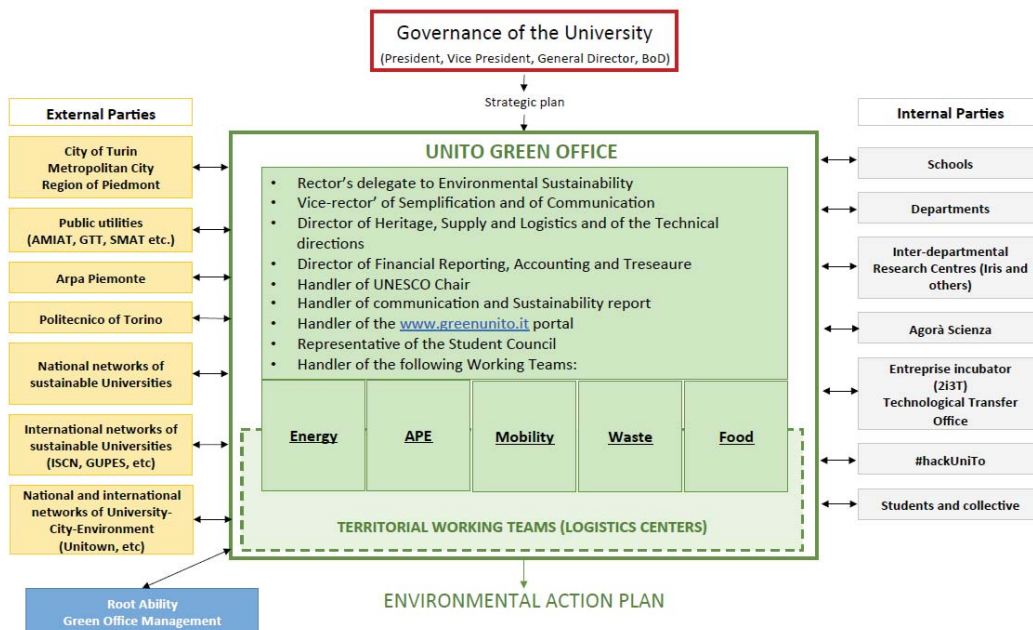 Governance of the University
(President, Vice President, General Director, BoD)
Strategic plan
External Parties
City of Turin
Metropolitan City
Region of Piedmont
Public utilities
(AMIAT, GTT, SMAT etc.)
Arpa Piemonte
Politecnico of Torino
National networks of
sustainable Universities
International networks of
sustainable Universities
(ISCN, GUPES, etc)
National and international
networks of University-
City-Environment
(Unitown, etc)
Root Ability
Green Office Management
UNITO GREEN OFFICE
• Rector's delegate to Environmental Sustainability
• Vice-rector' of Semplification and of Communication
• Director of Heritage, Supply and Logistics and of the Technical
directions
• Director of Financial Reporting, Accounting and Treseaure
• Handler of UNESCO Chair
• Handler of communication and Sustainability report
• Handler of the www.greenunito.it portal
• Representative of the Student Council
• Handler of the following Working Teams:
Energy
APE
Mobility
Waste
Food
TERRITORIAL WORKING TEAMS (LOGISTICS CENTERS)
ENVIRONMENTAL ACTION PLAN
Internal Parties
Schools
Departments
Inter-departmental
Research Centres (Iris and
others)
Agorà Scienza
Entreprise incubator
(2i3T)
Technological Transfer
Office
#hackUniTo
Students and collective